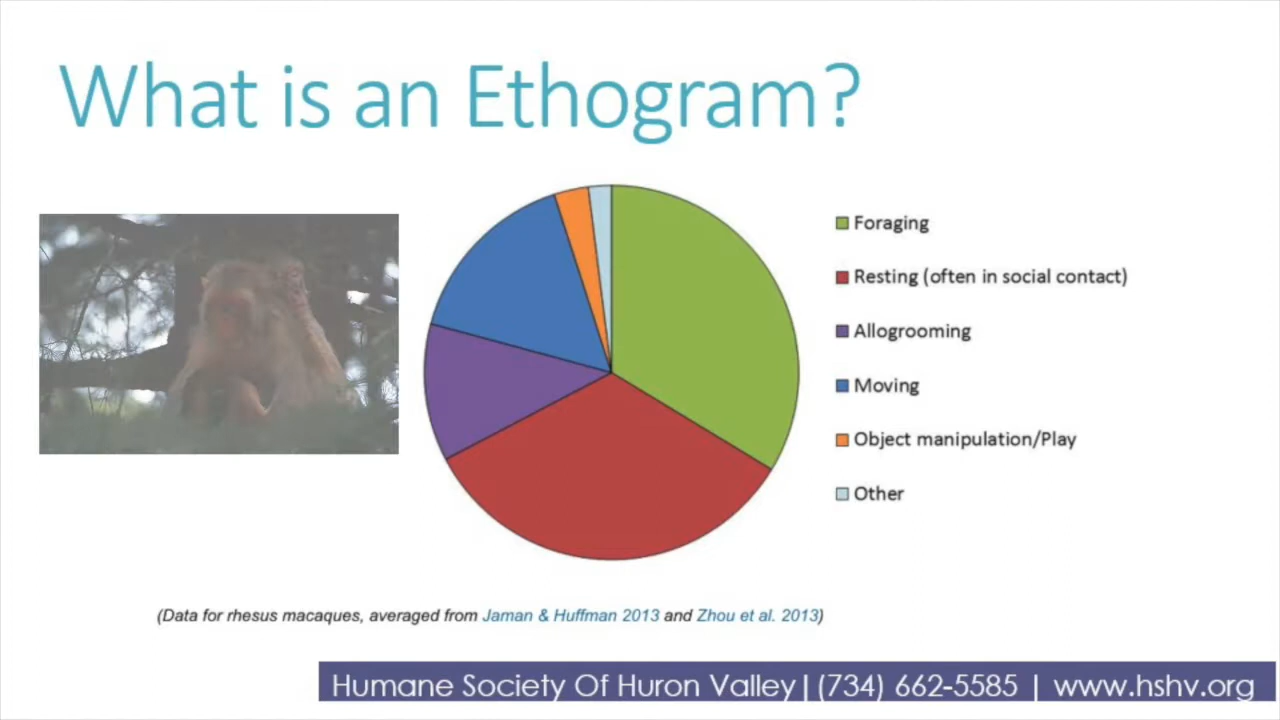 What is an Ethogram?
Foraging
Resting (often in social contact)
Allogrooming
Moving
Object manipulation/Play
Other
(Data for rhesus macaques, averaged from Jaman & Huffman 2013 and Zhou et al. 2013)
Humane Society Of Huron Valley|(734) 662-5585 | www.hshv.org